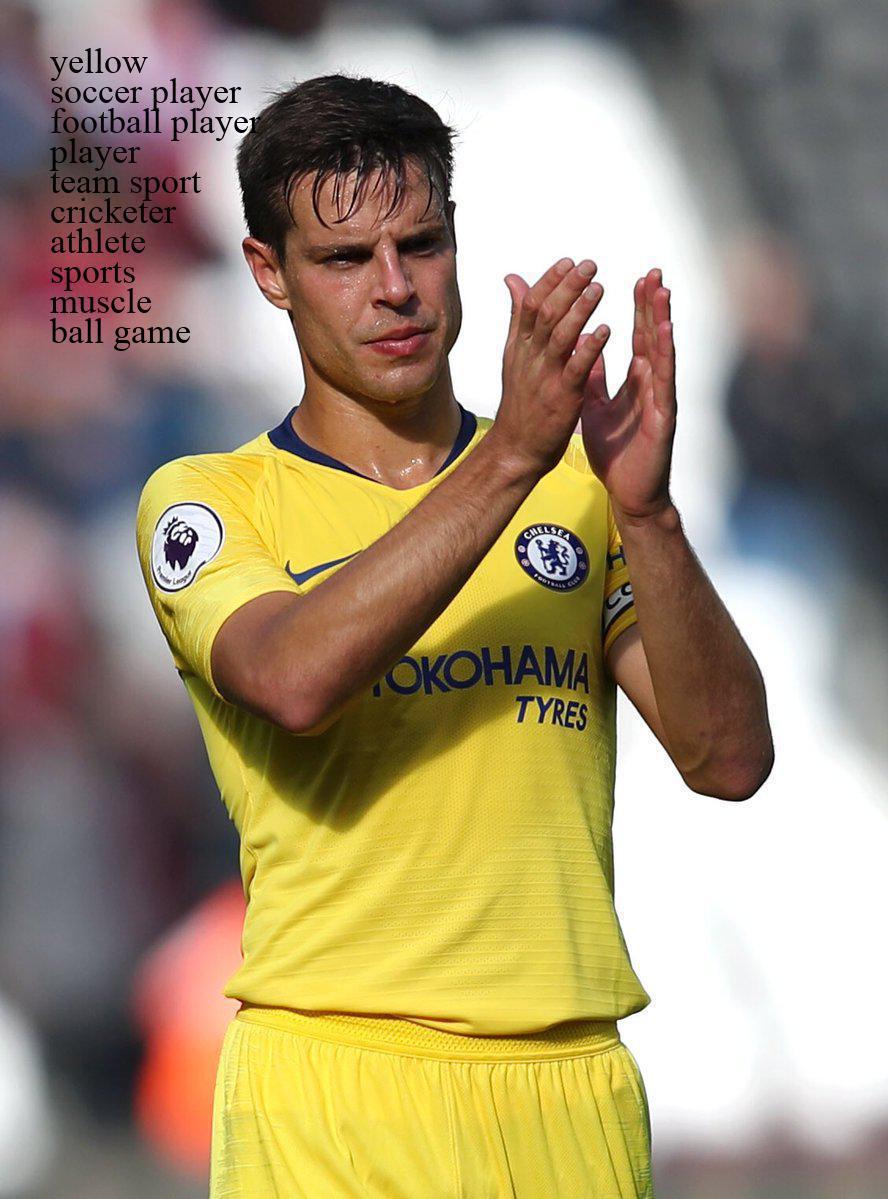 yellow
soccer player
football player
player
team sport
cricketer
athlete
sports
muscle
ball game
CHELSEA
FOOTBALL CLUB
Premier League
YOKOHAMA
TYRES